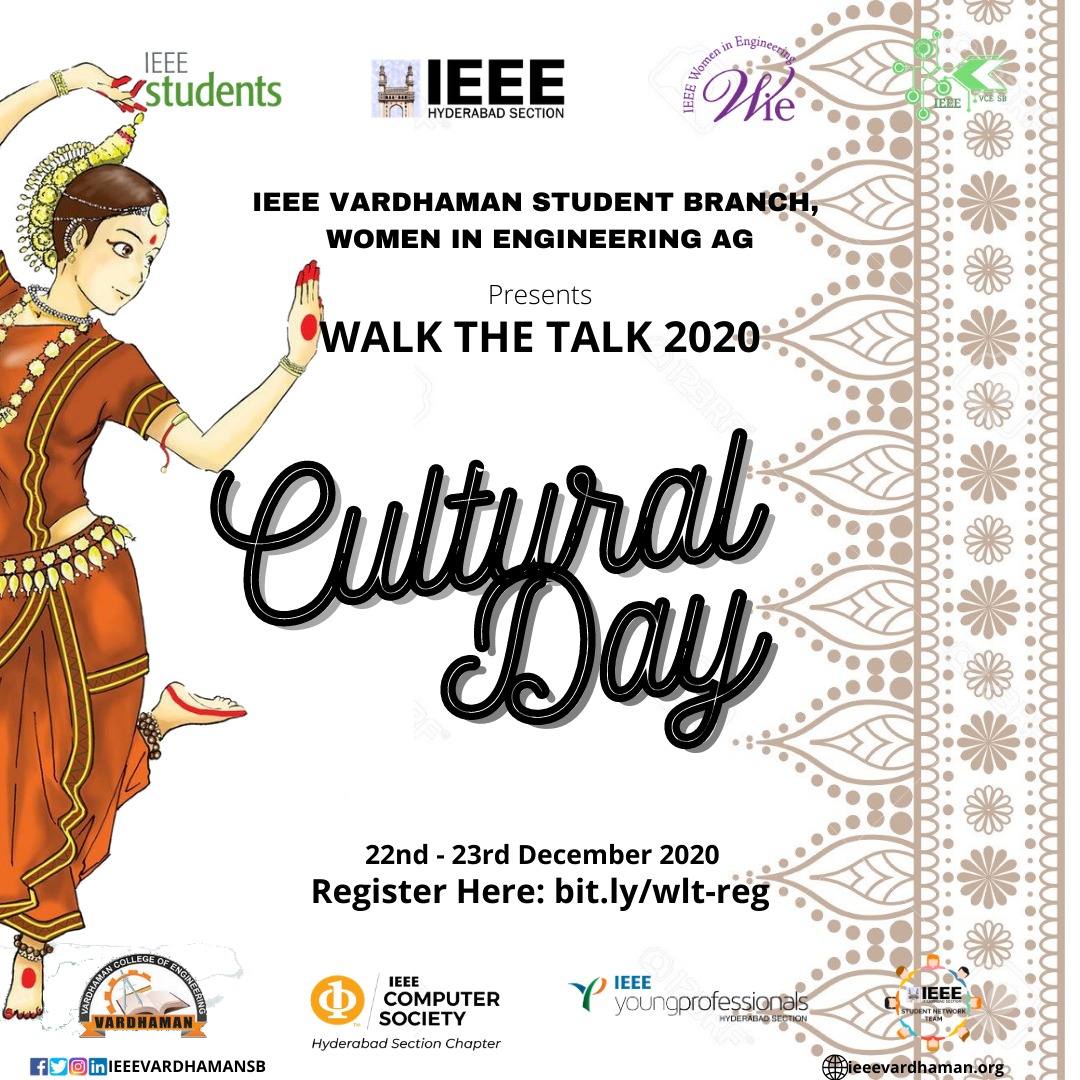 IEEE
students
IEEE
HYDERABAD SECTION
IEEE Women in Engineering
Wie
IEEE
VCE SB
IEEE VARDHAMAN STUDENT BRANCH,
WOMEN IN ENGINEERING AG
Presents
WALK THE TALK 2020
Cultural
Day
22nd - 23rd December 2020
Register Here: bit.ly/wlt-reg
VARDHAMAN COLLEGE OF ENGINEERING
VARDHAMAN
IEEE
COMPUTER
SOCIETY
Hyderabad Section Chapter
IEEE
youngprofessionals
HYDERABAD SECTION
IEEE
STUDENT NETWORK
TEAM
IEEEVARDHAMANSB
ieeevardhaman.org